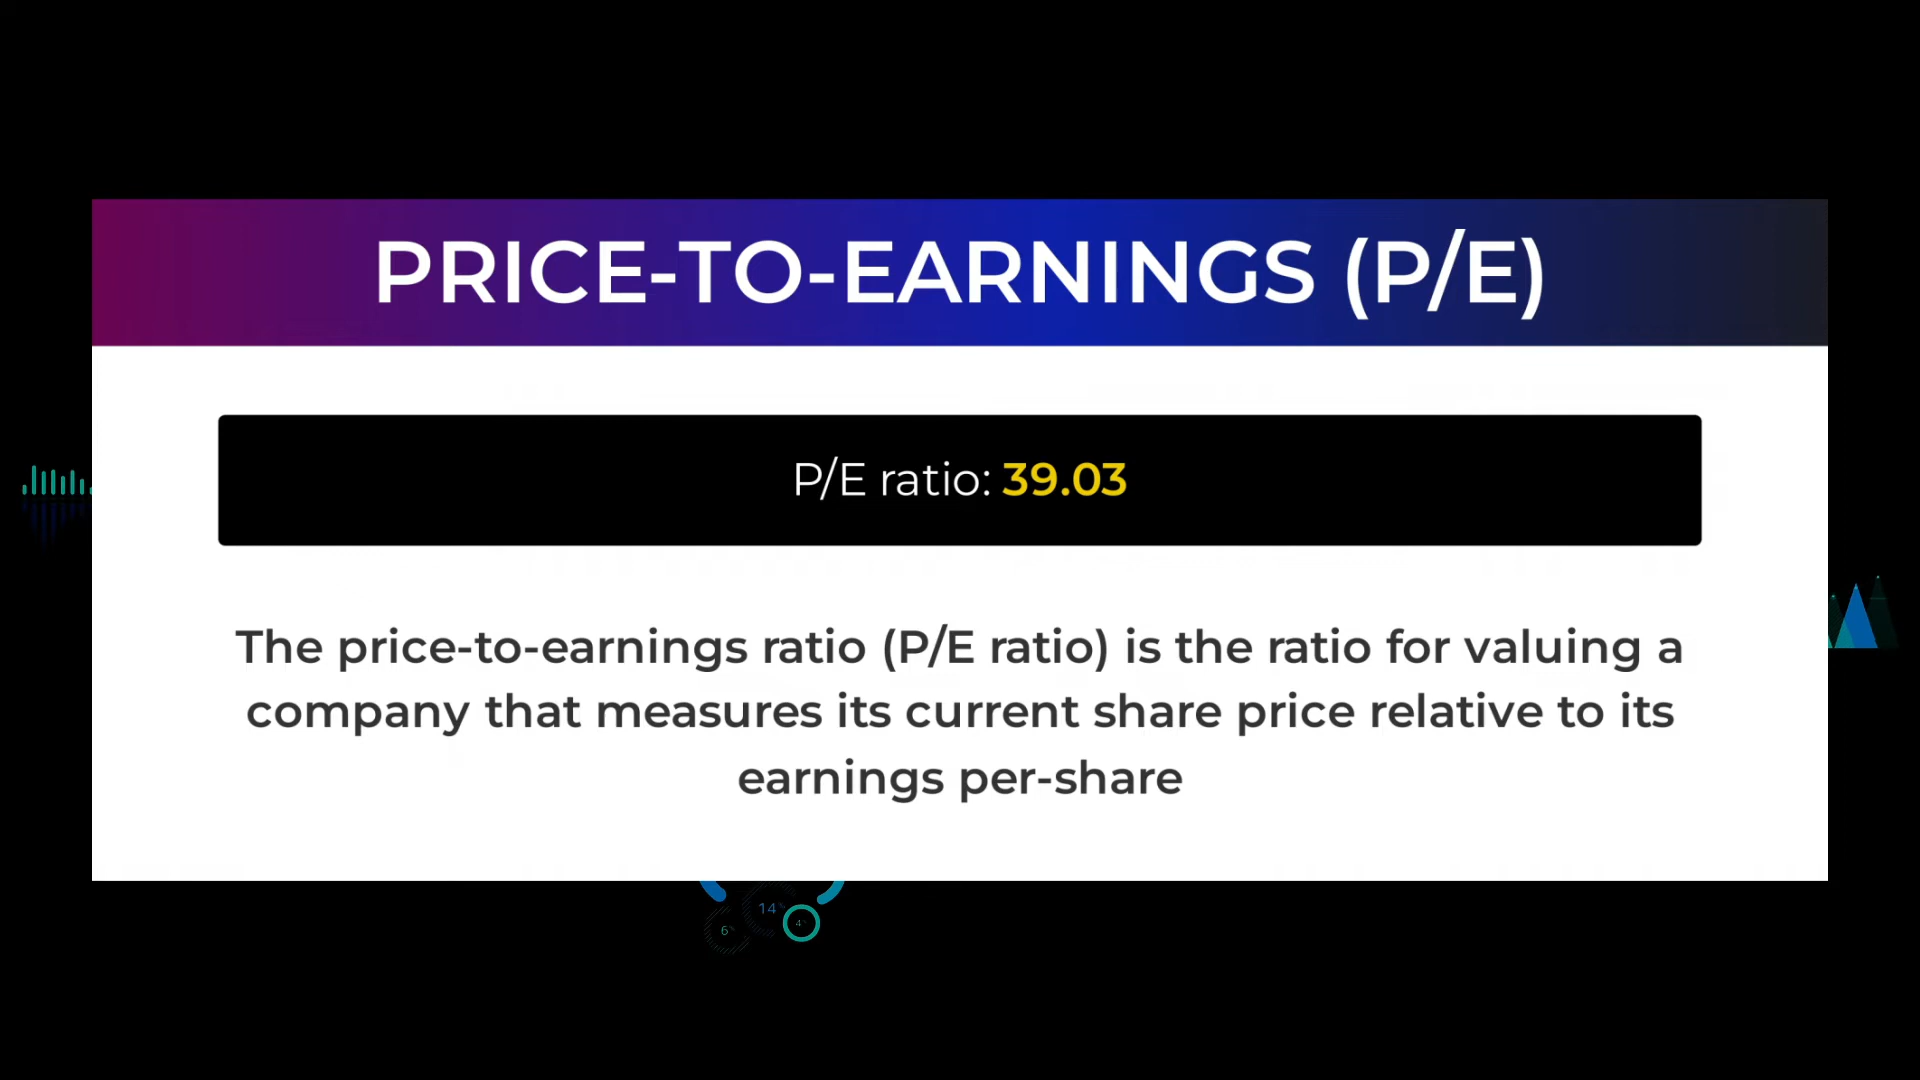 PRICE-TO-EARNINGS (P/E)
P/E ratio: 39.03
The price-to-earnings ratio (P/E ratio) is the ratio for valuing a
company that measures its current share price relative to its
earnings per-share
14
6
4